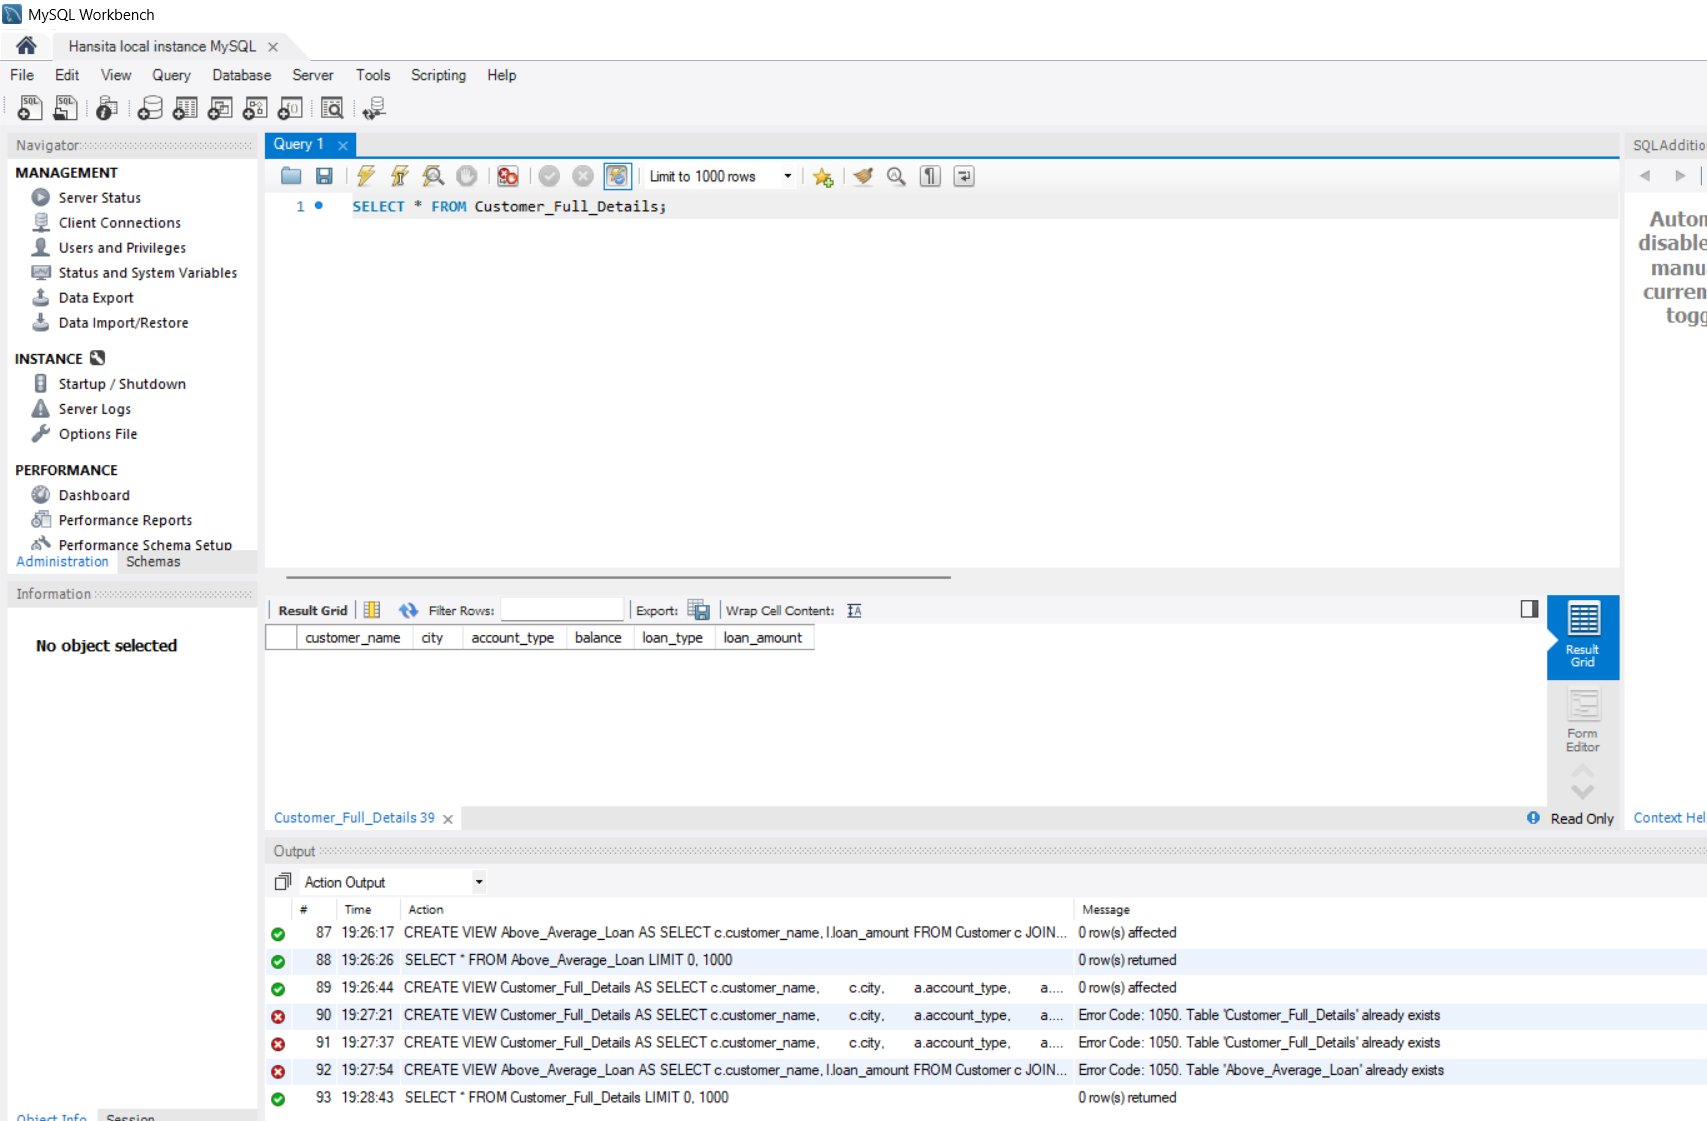 MySQL Workbench
Hansita local instance MySQL
File Edit View Query Database Server Tools Scripting Help
Navigator
MANAGEMENT
Server Status
Client Connections
Users and Privileges
Status and System Variables
Data Export
Data Import/Restore
INSTANCE
Startup / Shutdown
Server Logs
Options File
PERFORMANCE
Dashboard
Performance Reports
Performance Schema Setup
Administration Schemas
Information
No object selected
Object Info Session
Query 1
Limit to 1000 rows
1 SELECT * FROM Customer_Full_Details;
Result Grid Filter Rows: Export: Wrap Cell Content:
customer_name city account_type balance loan_type loan_amount
Result
Grid
Form
Editor
Customer_Full_Details 39
Read Only
Output
Action Output
# Time Action Message
87 19:26:17 CREATE VIEW Above_Average_Loan AS SELECT c.customer_name, l.loan_amount FROM Customer c JOIN... 0 row(s) affected
88 19:26:26 SELECT * FROM Above_Average_Loan LIMIT 0, 1000 0 row(s) returned
89 19:26:44 CREATE VIEW Customer_Full_Details AS SELECT c.customer_name, c.city, a.account_type, a.... 0 row(s) affected
90 19:27:21 CREATE VIEW Customer_Full_Details AS SELECT c.customer_name, c.city, a.account_type, a.... Error Code: 1050. Table 'Customer_Full_Details' already exists
91 19:27:37 CREATE VIEW Customer_Full_Details AS SELECT c.customer_name, c.city, a.account_type, a.... Error Code: 1050. Table 'Customer_Full_Details' already exists
92 19:27:54 CREATE VIEW Above_Average_Loan AS SELECT c.customer_name, l.loan_amount FROM Customer c JOIN... Error Code: 1050. Table 'Above_Average_Loan' already exists
93 19:28:43 SELECT * FROM Customer_Full_Details LIMIT 0, 1000 0 row(s) returned
SQLAdditio
Autom
disable
manu
curren
togg
Context Hel